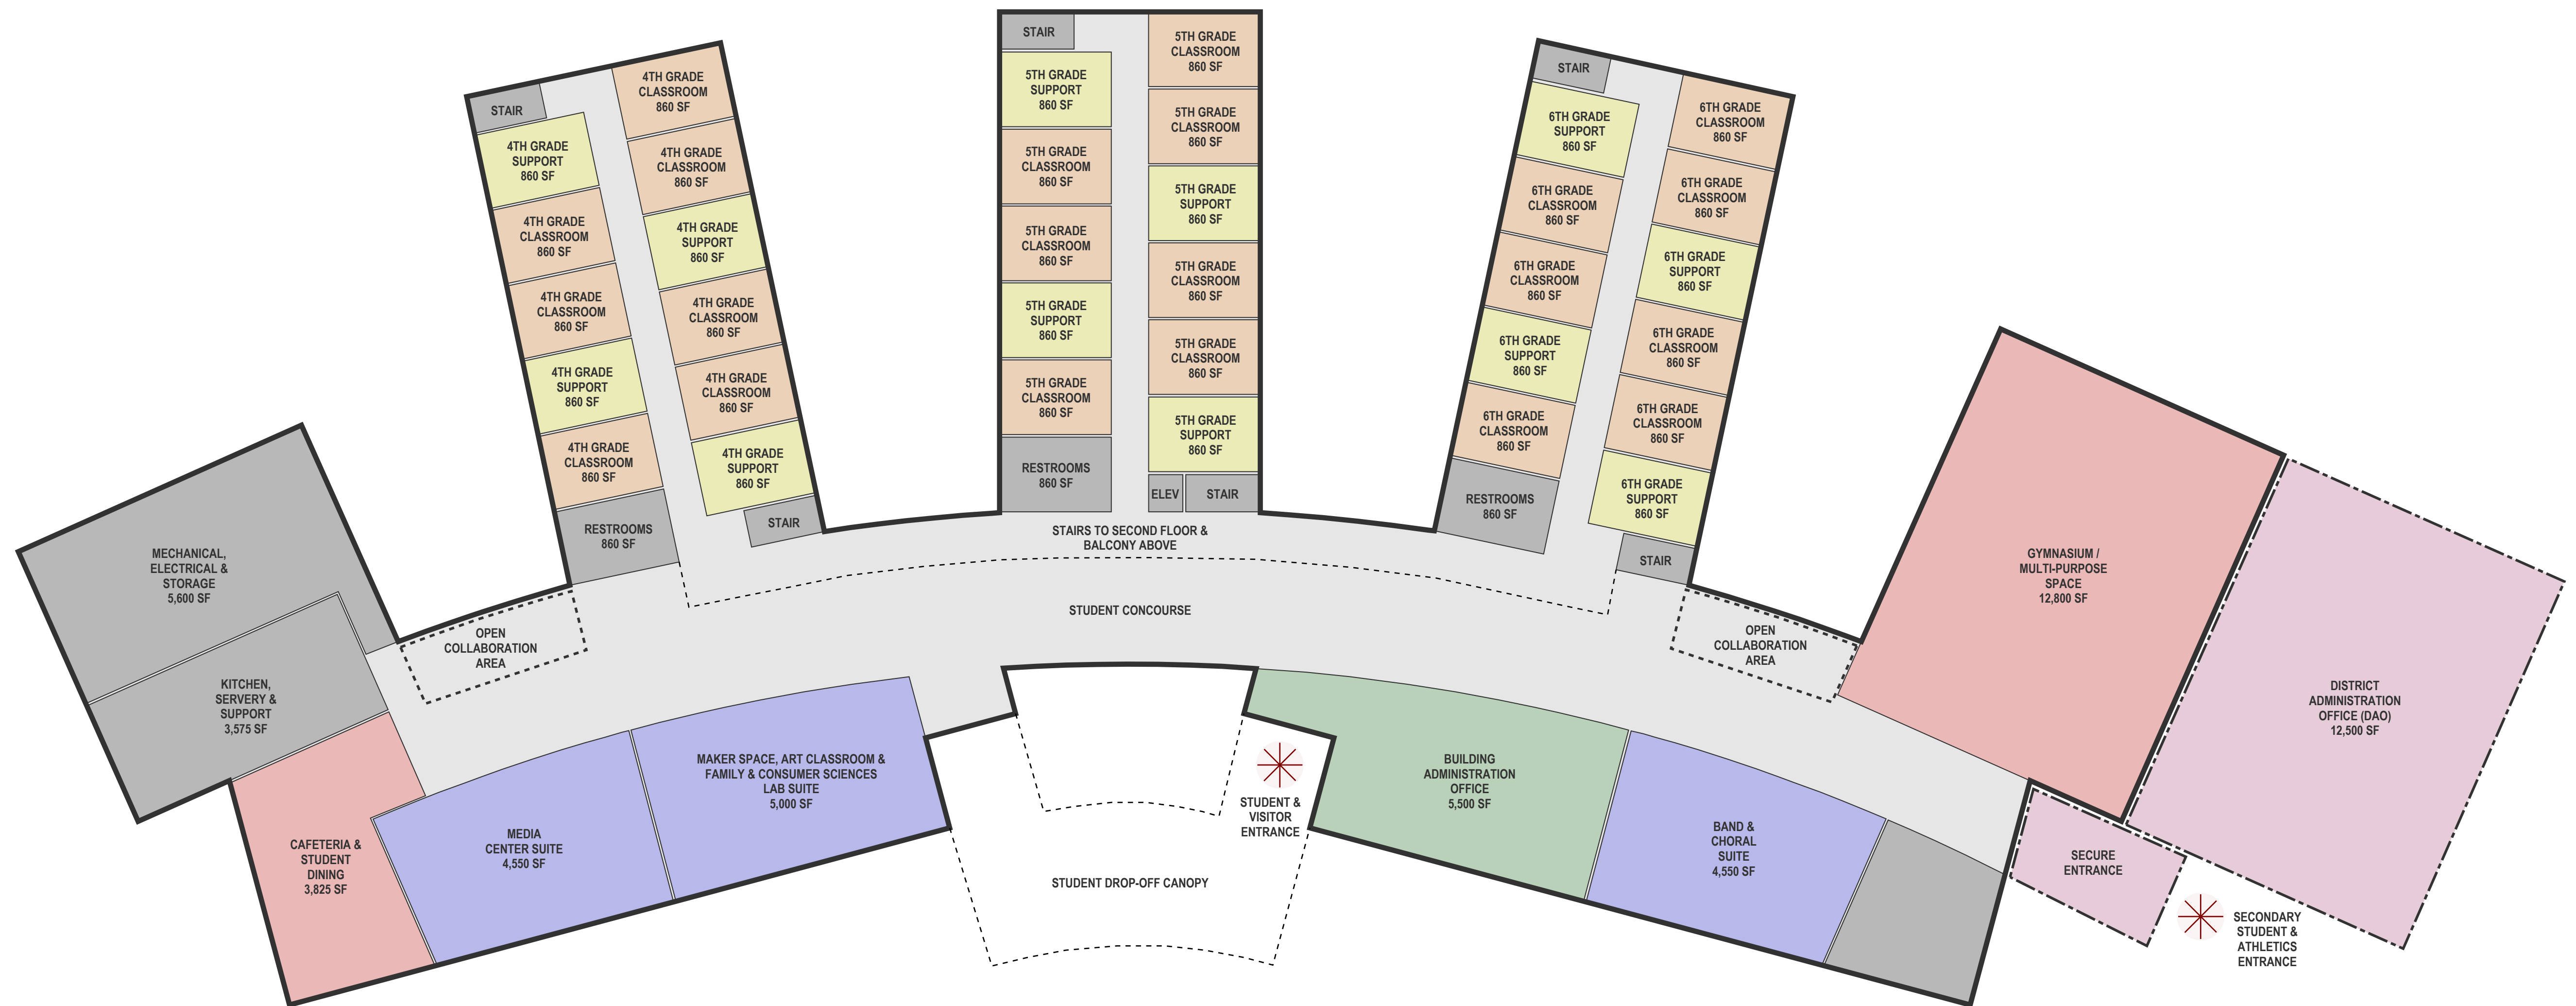 STAIR
4TH GRADE
SUPPORT
860 SF
4TH GRADE
CLASSROOM
860 SF
4TH GRADE
CLASSROOM
860 SF
4TH GRADE
SUPPORT
860 SF
4TH GRADE
CLASSROOM
860 SF
RESTROOMS
860 SF
4TH GRADE
CLASSROOM
860 SF
4TH GRADE
CLASSROOM
860 SF
4TH GRADE
SUPPORT
860 SF
4TH GRADE
CLASSROOM
860 SF
4TH GRADE
CLASSROOM
860 SF
4TH GRADE
SUPPORT
860 SF
STAIR
STAIR
5TH GRADE
SUPPORT
860 SF
5TH GRADE
CLASSROOM
860 SF
5TH GRADE
CLASSROOM
860 SF
5TH GRADE
SUPPORT
860 SF
5TH GRADE
CLASSROOM
860 SF
RESTROOMS
860 SF
5TH GRADE
CLASSROOM
860 SF
5TH GRADE
CLASSROOM
860 SF
5TH GRADE
SUPPORT
860 SF
5TH GRADE
CLASSROOM
860 SF
5TH GRADE
CLASSROOM
860 SF
5TH GRADE
SUPPORT
860 SF
ELEV
STAIR
STAIR
6TH GRADE
SUPPORT
860 SF
6TH GRADE
CLASSROOM
860 SF
6TH GRADE
CLASSROOM
860 SF
6TH GRADE
SUPPORT
860 SF
6TH GRADE
CLASSROOM
860 SF
RESTROOMS
860 SF
6TH GRADE
CLASSROOM
860 SF
6TH GRADE
CLASSROOM
860 SF
6TH GRADE
SUPPORT
860 SF
6TH GRADE
CLASSROOM
860 SF
6TH GRADE
CLASSROOM
860 SF
6TH GRADE
SUPPORT
860 SF
STAIR
STAIRS TO SECOND FLOOR &
BALCONY ABOVE
STUDENT CONCOURSE
MECHANICAL,
ELECTRICAL &
STORAGE
5,600 SF
KITCHEN,
SERVERY &
SUPPORT
3,575 SF
OPEN
COLLABORATION
AREA
CAFETERIA &
STUDENT
DINING
3,825 SF
MEDIA
CENTER SUITE
4,550 SF
MAKER SPACE, ART CLASSROOM &
FAMILY & CONSUMER SCIENCES
LAB SUITE
5,000 SF
STUDENT DROP-OFF CANOPY
STUDENT &
VISITOR
ENTRANCE
BUILDING
ADMINISTRATION
OFFICE
5,500 SF
BAND &
CHORAL
SUITE
4,550 SF
OPEN
COLLABORATION
AREA
GYMNASIUM /
MULTI-PURPOSE
SPACE
12,800 SF
DISTRICT
ADMINISTRATION
OFFICE (DAO)
12,500 SF
SECURE
ENTRANCE
SECONDARY
STUDENT &
ATHLETICS
ENTRANCE